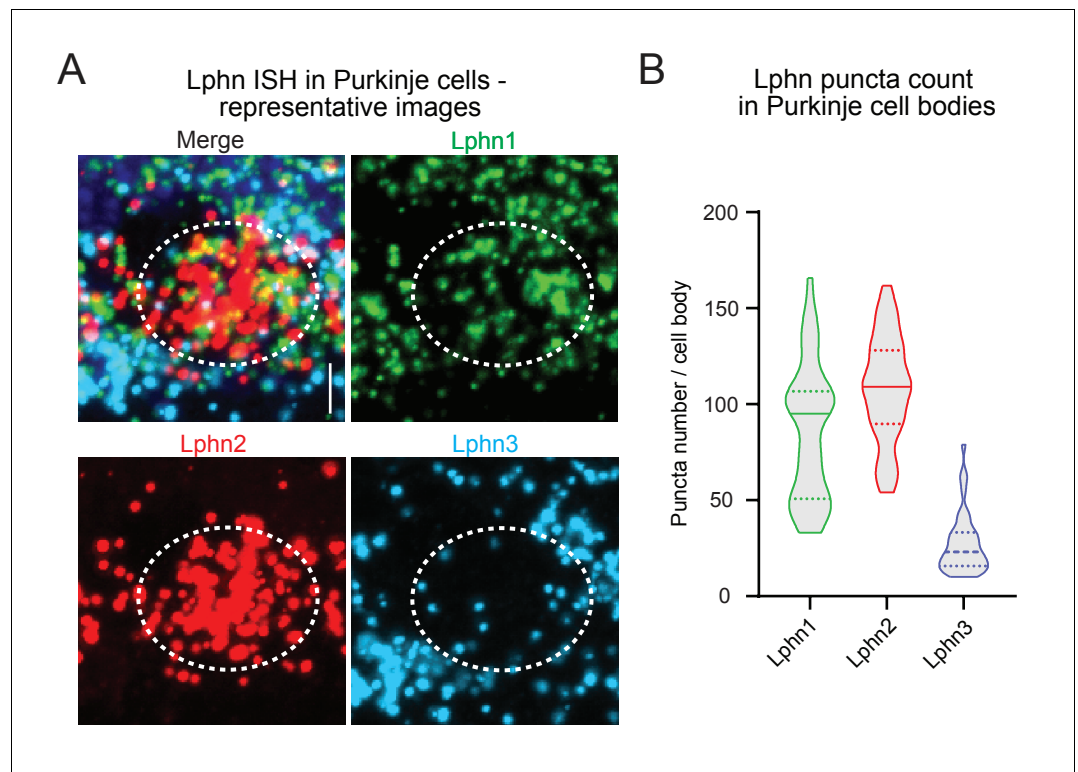 A
Lphn ISH in Purkinje cells -
representative images
Merge
Lphn1
Lphn2
Lphn3
B
Lphn puncta count
in Purkinje cell bodies
Puncta number / cell body
200
150
100
50
0
Lphn1
Lphn2
Lphn3